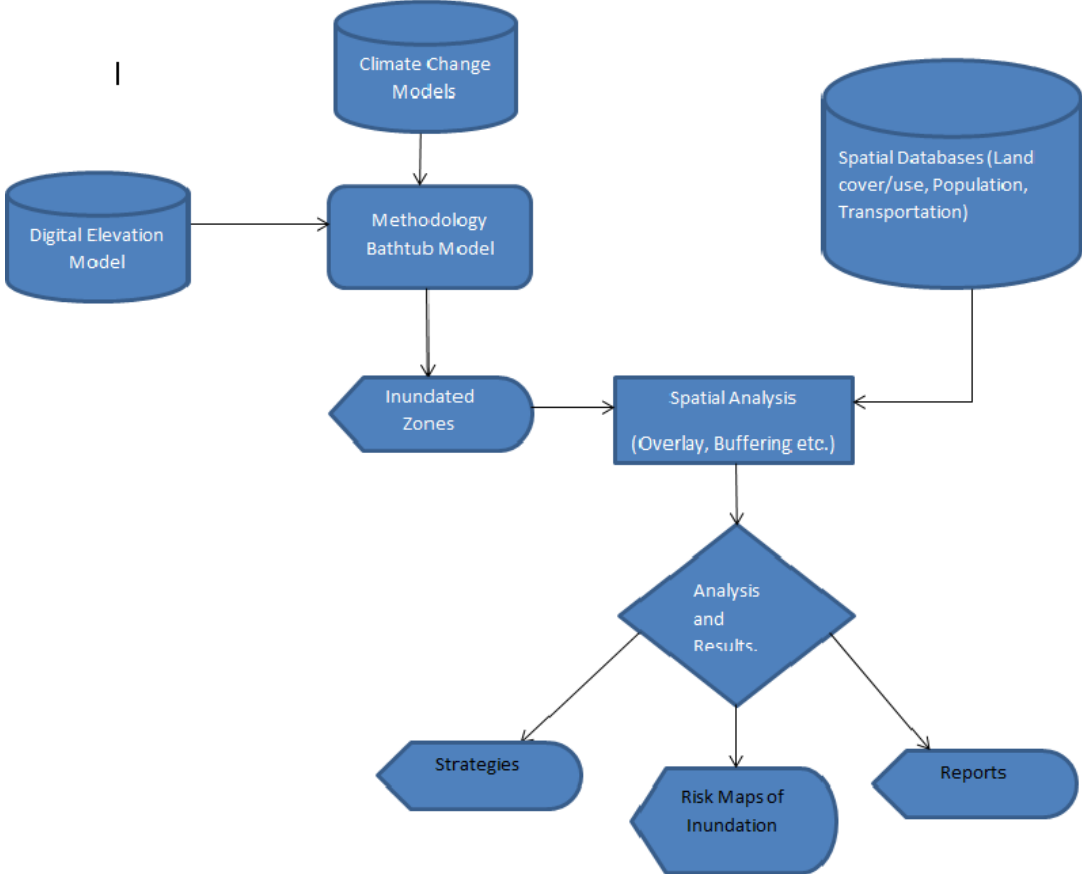 Climate Change
Models
Spatial Databases (Land
cover/use, Population,
Transportation)
Digital Elevation
Model
Methodology
Bathtub Model
Inundated
Zones
Spatial Analysis
(Overlay, Buffering etc.)
Analysis
and
Results.
Strategies
Risk Maps of
Inundation
Reports